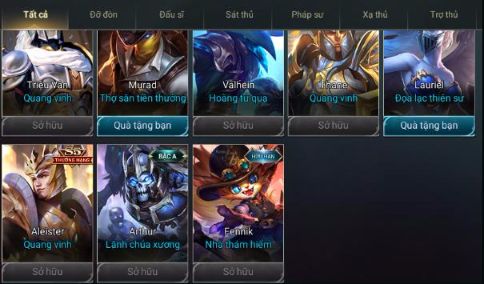 Tất cả
Đỡ đòn
Đấu sĩ
Sát thủ
Pháp sư
Xạ thủ
Trợ thủ
Triệu Vân
Quang vinh
Sở hữu
Murad
Thợ săn tiền thưởng
Quà tặng bạn
Valhein
Hoàng tử quạ
Sở hữu
Quang vinh
Sở hữu
Lauriel
Đọa lạc thiên sứ
Quà tặng bạn
THƯỞNG HẠNG
Aleister
Quang vinh
Sở hữu
BẬC A
Arthur
Lãnh chúa xương
Sở hữu
HỮU HẠN
Fennik
Nhà thám hiểm
Sở hữu